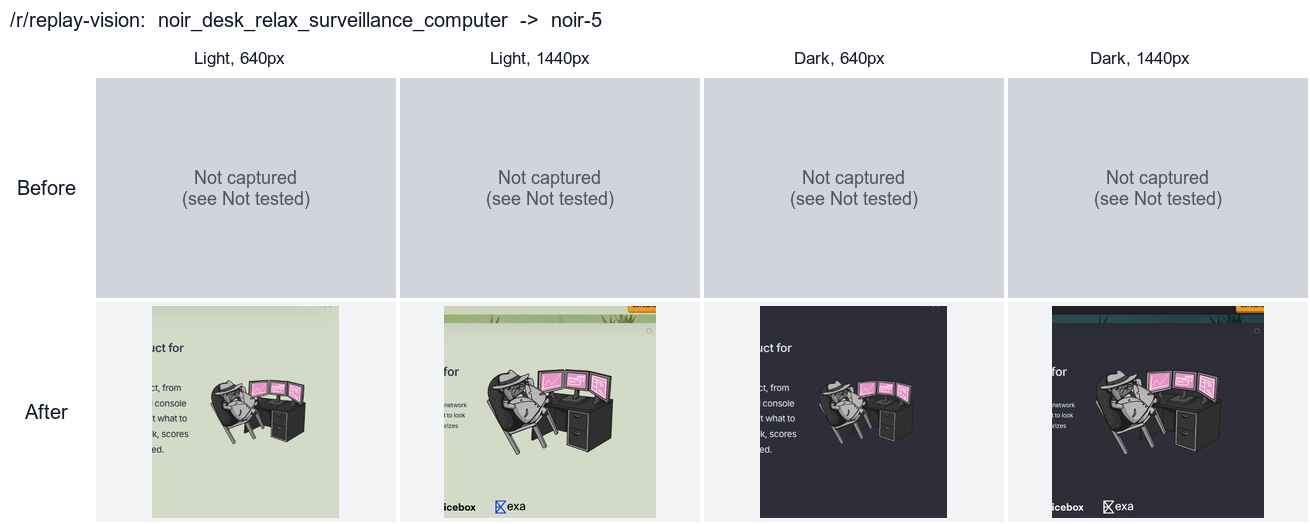 /r/replay-vision: noir_desk_relax_surveillance_computer -> noir-5
Light, 640px
Light, 1440px
Dark, 640px
Dark, 1440px
Before
Not captured
(see Not tested)
Not captured
(see Not tested)
Not captured
(see Not tested)
Not captured
(see Not tested)
After
uct for
ct, from
console
t what to
k, scores
ed.
for
network
t to look
rizes
icebox
exa
uct for
ct, from
console
t what to
k, scores
ed.
for
network
t to look
rizes
icebox
exa